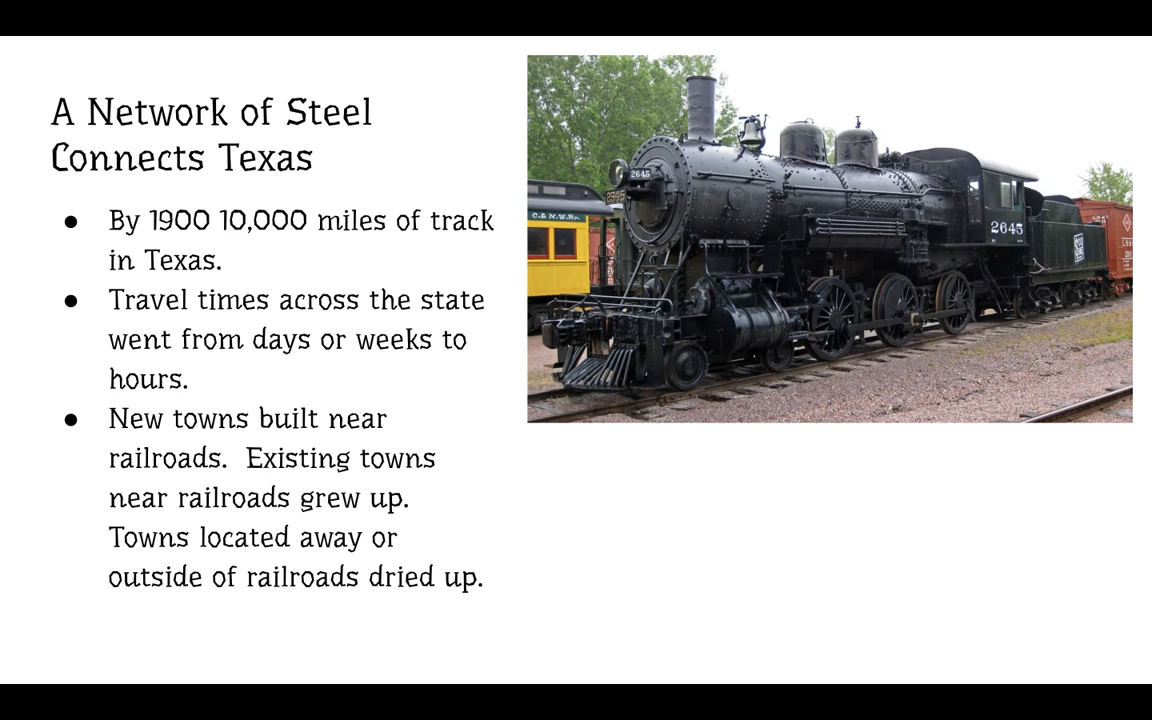 A Network of Steel
Connects Texas
● By 1900 10,000 miles of track
in Texas.
● Travel times across the state
went from days or weeks to
hours.
● New towns built near
railroads.  Existing towns
near railroads grew up.
Towns located away or
outside of railroads dried up.
2645
2645
C. & N.W. Ry.
2645